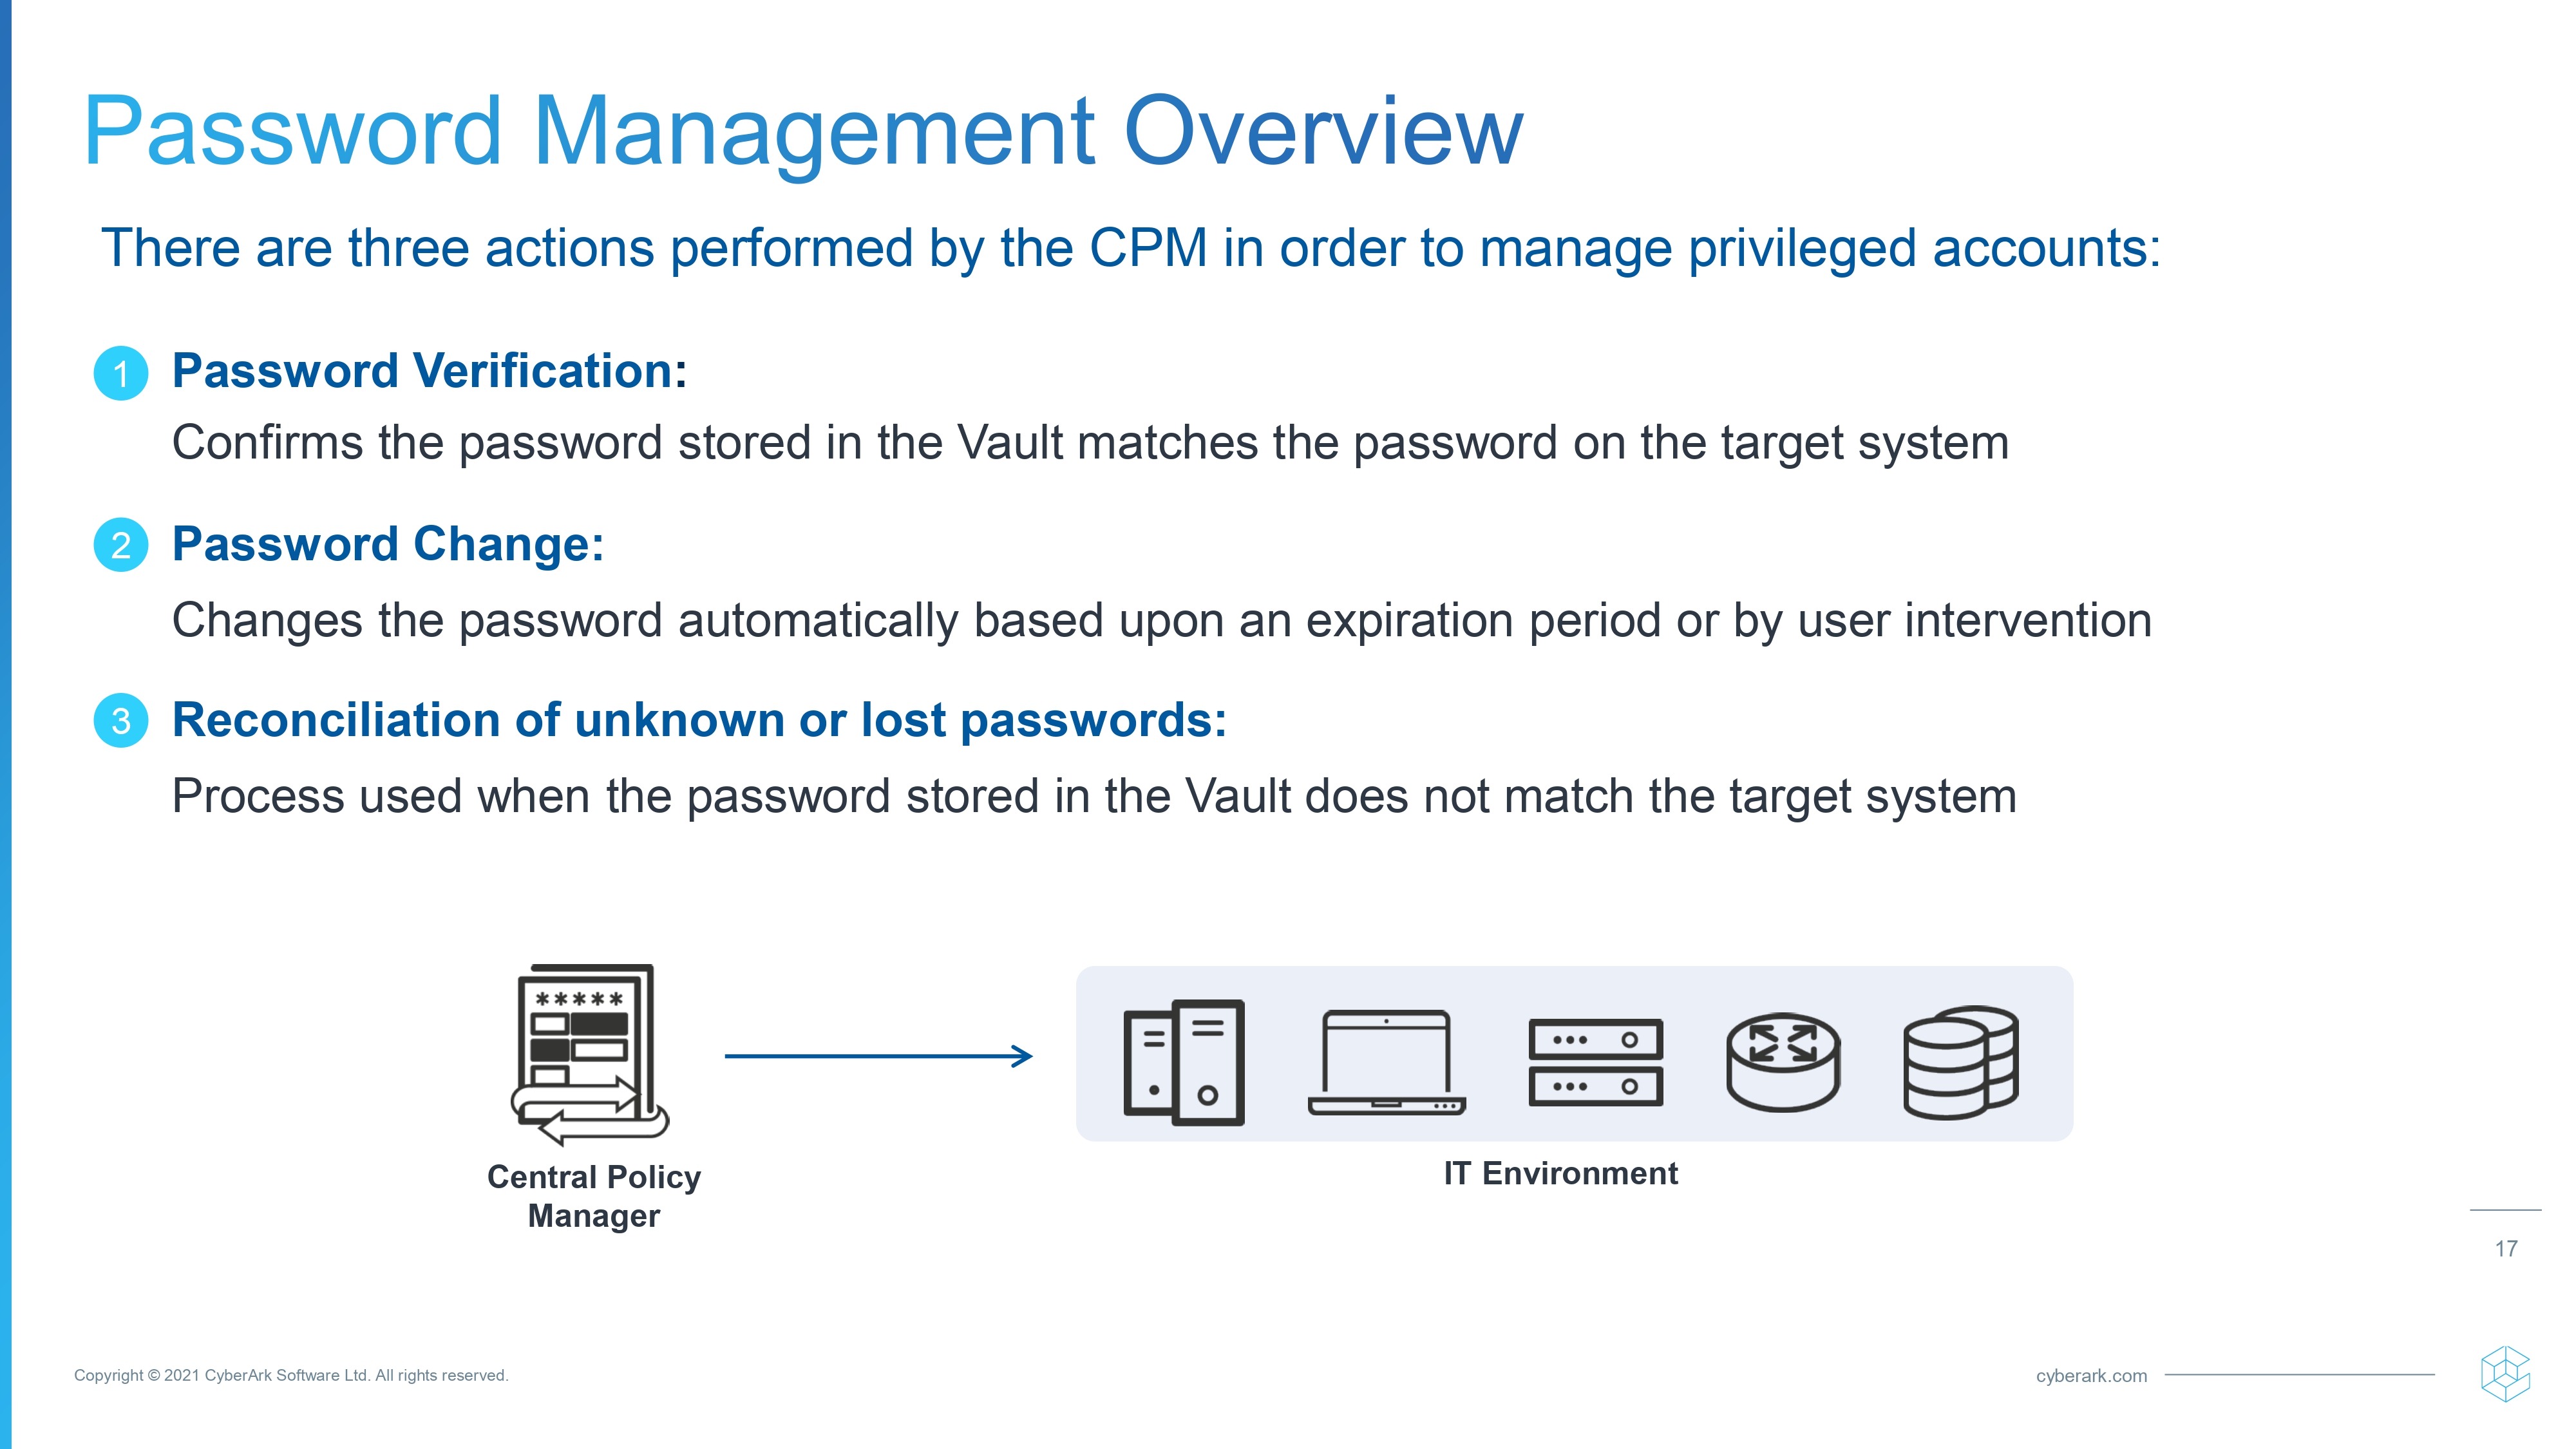 Password Management Overview
There are three actions performed by the CPM in order to manage privileged accounts:
1 Password Verification:
Confirms the password stored in the Vault matches the password on the target system
2 Password Change:
Changes the password automatically based upon an expiration period or by user intervention
3 Reconciliation of unknown or lost passwords:
Process used when the password stored in the Vault does not match the target system
*****
Central Policy
Manager
IT Environment
17
Copyright © 2021 CyberArk Software Ltd. All rights reserved.
cyberark.com